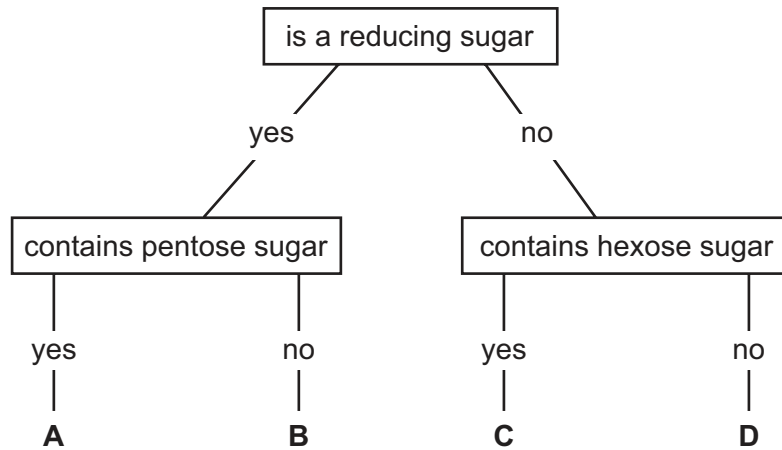 is a reducing sugar
yes
no
contains pentose sugar
contains hexose sugar
yes
no
yes
no
A
B
C
D